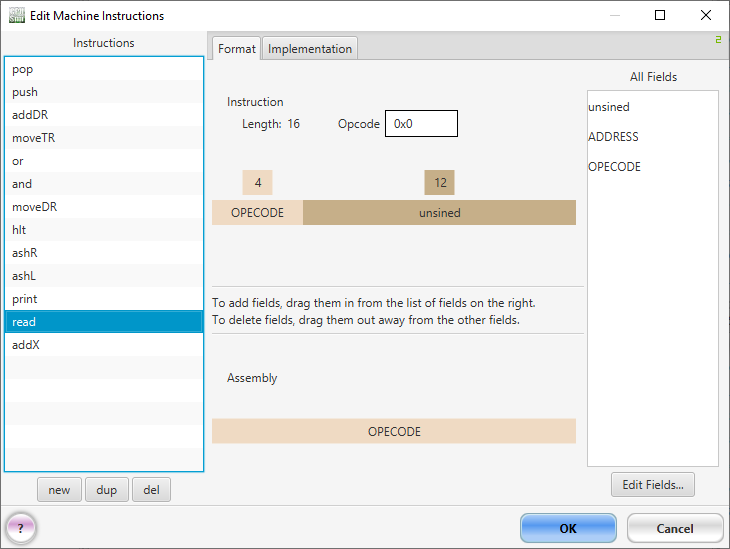 Edit Machine Instructions
Instructions
pop
push
addDR
moveTR
or
and
moveDR
hlt
ashR
ashL
print
read
addX
new dup del
Format Implementation
2
Instruction
Length: 16 Opcode 0x0
4 12
OPECODE unsined
To add fields, drag them in from the list of fields on the right.
To delete fields, drag them out away from the other fields.
Assembly
OPECODE
All Fields
unsined
ADDRESS
OPECODE
Edit Fields...
? OK Cancel